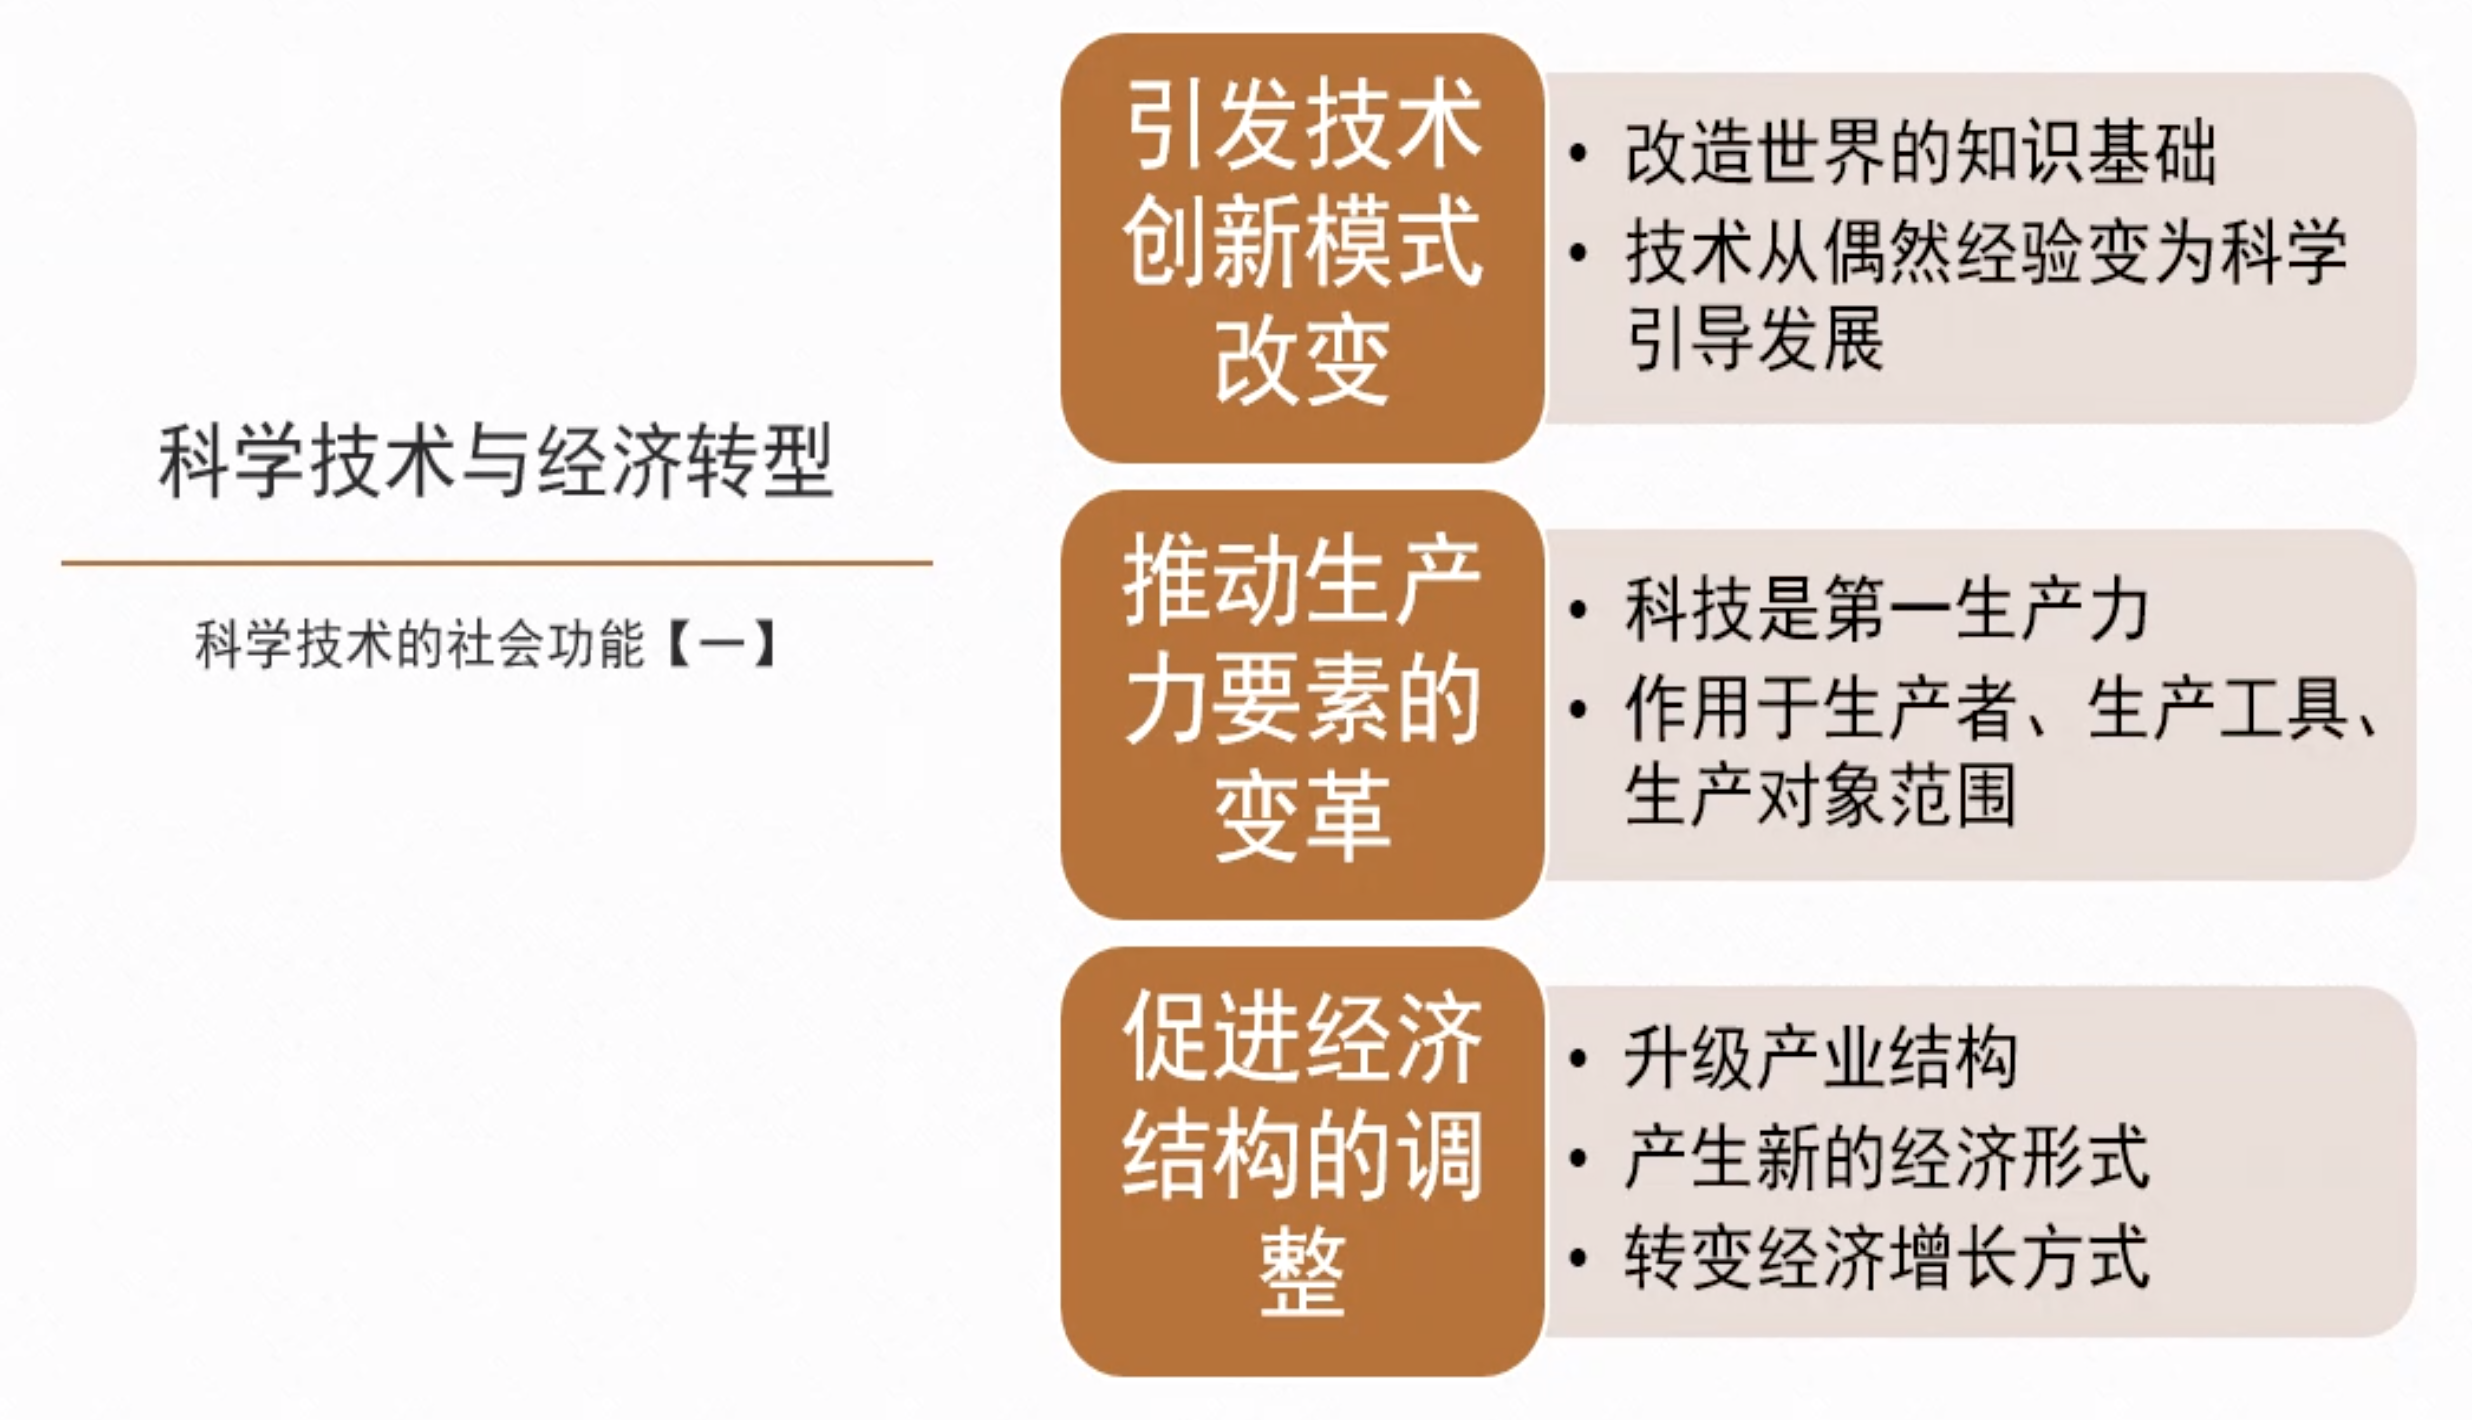 科学技术与经济转型
科学技术的社会功能【一】
引发技术
创新模式
改变
• 改造世界的知识基础
• 技术从偶然经验变为科学
引导发展
推动生产
力要素的
变革
• 科技是第一生产力
• 作用于生产者、生产工具、
生产对象范围
促进经济
结构的调
整
• 升级产业结构
• 产生新的经济形式
• 转变经济增长方式